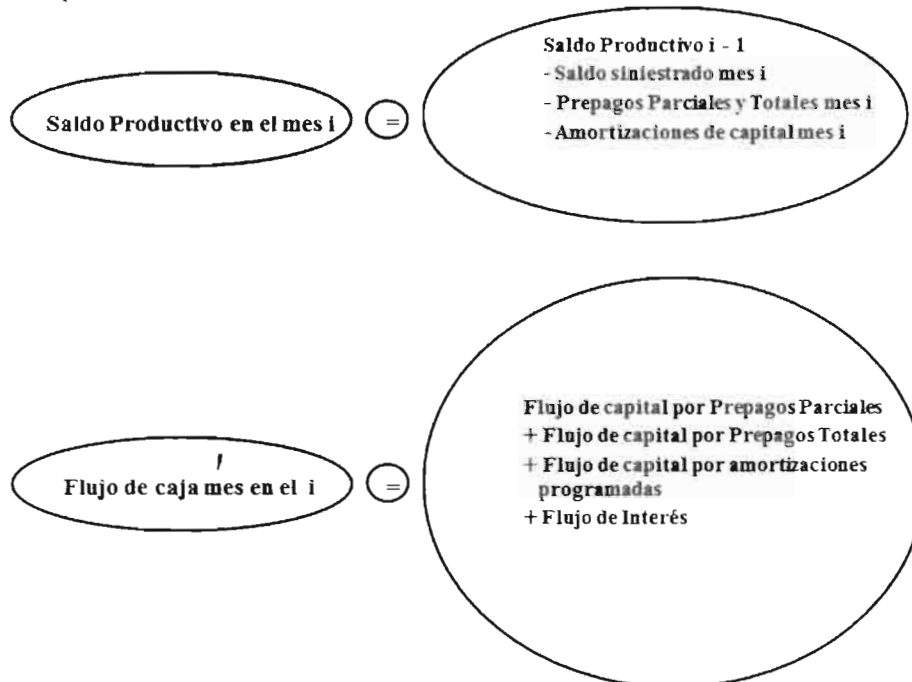 Saldo Productivo en el mes i
=
Saldo Productivo i - 1
- Saldo siniestrado mes i
- Prepagos Parciales y Totales mes i
- Amortizaciones de capital mes i
Flujo de caja mes en el i
=
Flujo de capital por Prepagos Parciales
+ Flujo de capital por Prepagos Totales
+ Flujo de capital por amortizaciones
programadas
+ Flujo de Interés